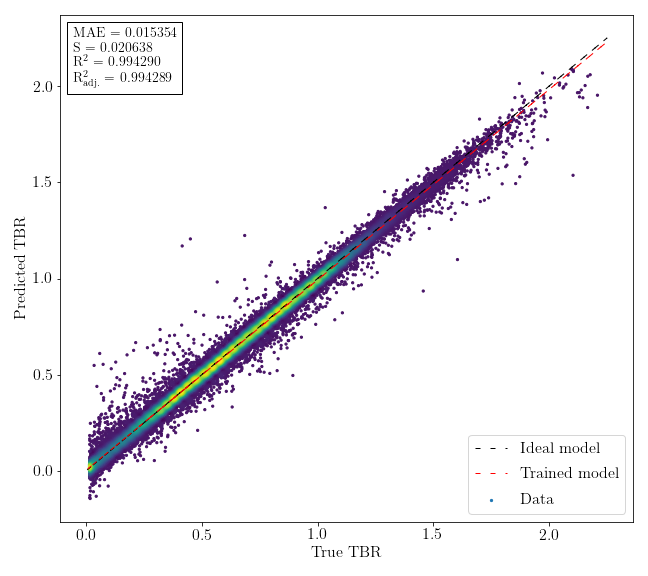 MAE = 0.015354
S = 0.020638
R² = 0.994290
R²adj. = 0.994289
Predicted TBR
2.0
1.5
1.0
0.5
0.0
Ideal model
Trained model
Data
0.0 0.5 1.0 1.5 2.0
True TBR